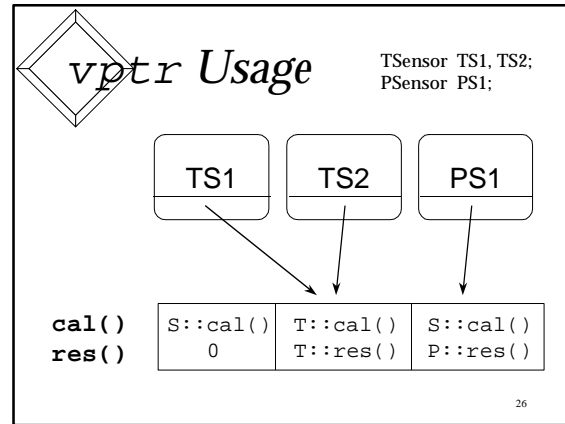 vptr Usage
TSensor TS1, TS2;
PSensor PS1;
TS1 TS2 PS1
cal() S::cal() T::cal() S::cal()
res() 0 T::res() P::res()
26